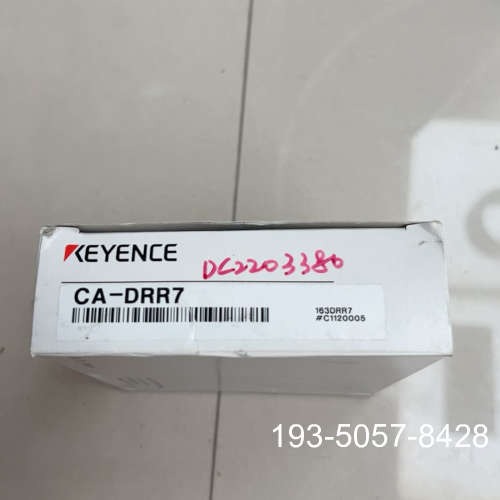 KEYENCE
DC2203380
CA-DRR7
163DRR7
#C1120005
193-5057-8428